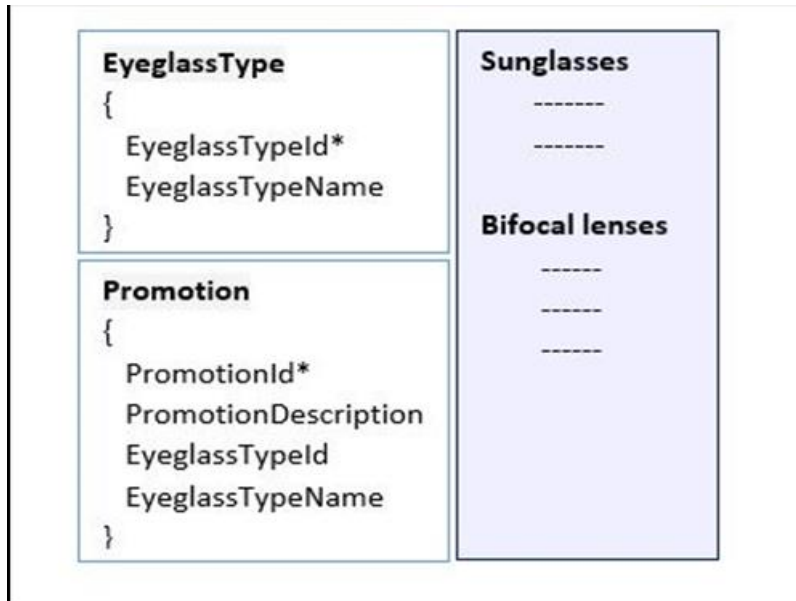 EyeglassType
{
EyeglassTypeId*
EyeglassTypeName
}
Promotion
{
PromotionId*
PromotionDescription
EyeglassTypeId
EyeglassTypeName
}
Sunglasses
-------
-------
Bifocal lenses
------
------
------